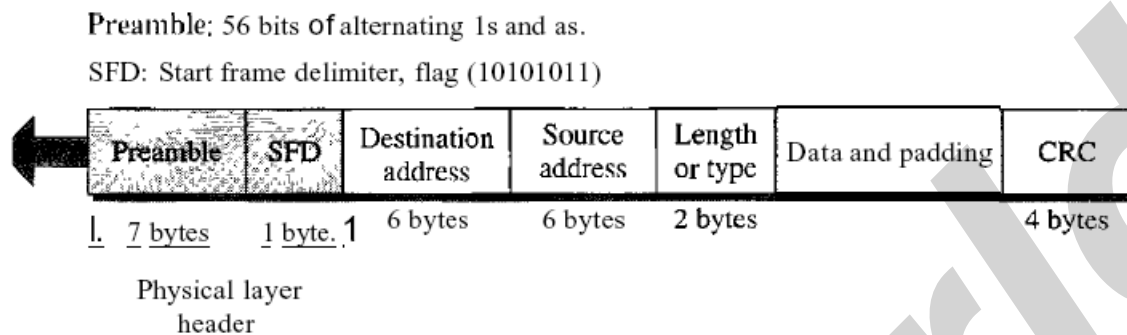 Preamble: 56 bits of alternating 1s and as.
SFD: Start frame delimiter, flag (10101011)
Preamble SFD Destination address Source address Length or type Data and padding CRC
l. 7 bytes 1 byte. 1 6 bytes 6 bytes 2 bytes 4 bytes
Physical layer
header